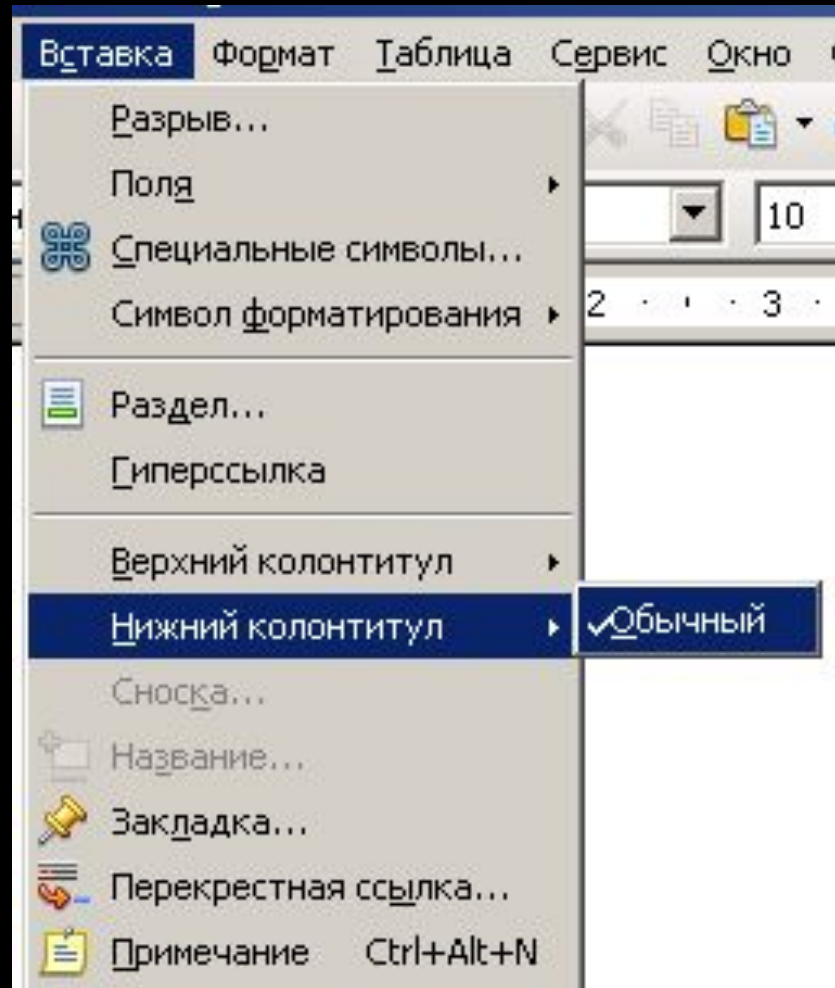 Вставка Формат Таблица Сервис Окно
Разрыв...
Поля
10
Специальные символы...
Символ форматирования
2 3
Раздел...
Гиперссылка
Верхний колонтитул
Нижний колонтитул
Обычный
Сноска...
Название...
Закладка...
Перекрестная ссылка...
Примечание Ctrl+Alt+N